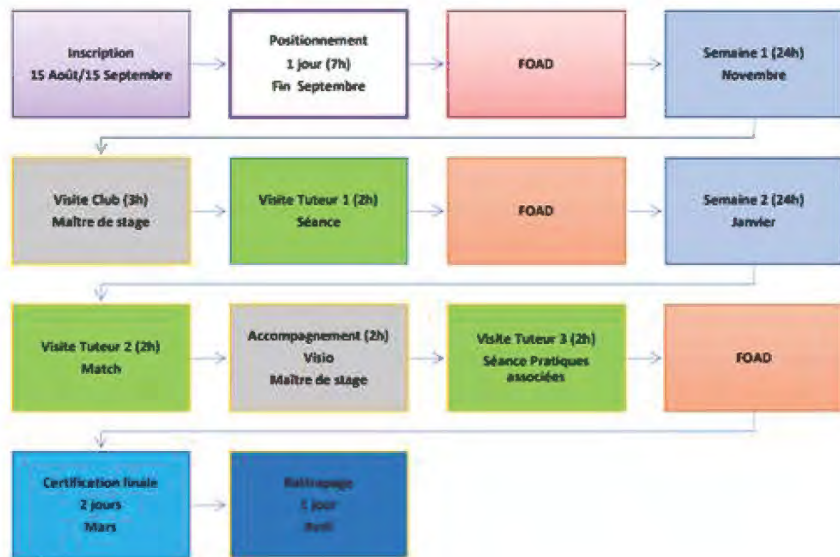 Inscription
15 Août/15 Septembre
Positionnement
1 jour (7h)
Fin Septembre
FOAD
Semaine 1 (24h)
Novembre
Visite Club (3h)
Maître de stage
Visite Tuteur 1 (2h)
Séance
FOAD
Semaine 2 (24h)
Janvier
Visite Tuteur 2 (2h)
Match
Accompagnement (2h)
Visio
Maître de stage
Visite Tuteur 3 (2h)
Séance Pratiques
associées
FOAD
Certification finale
2 jours
Mars
Rattrapage
1 jour